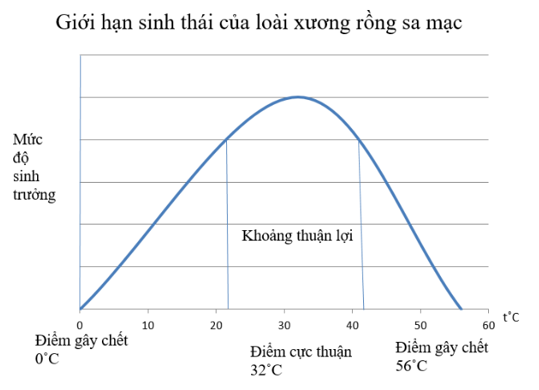 Giới hạn sinh thái của loài xương rồng sa mạc
Mức
độ
sinh
trưởng
Khoảng thuận lợi
0 10 20 30 40 50 60 t˚C
Điểm gây chết
0˚C
Điểm cực thuận
32˚C
Điểm gây chết
56˚C